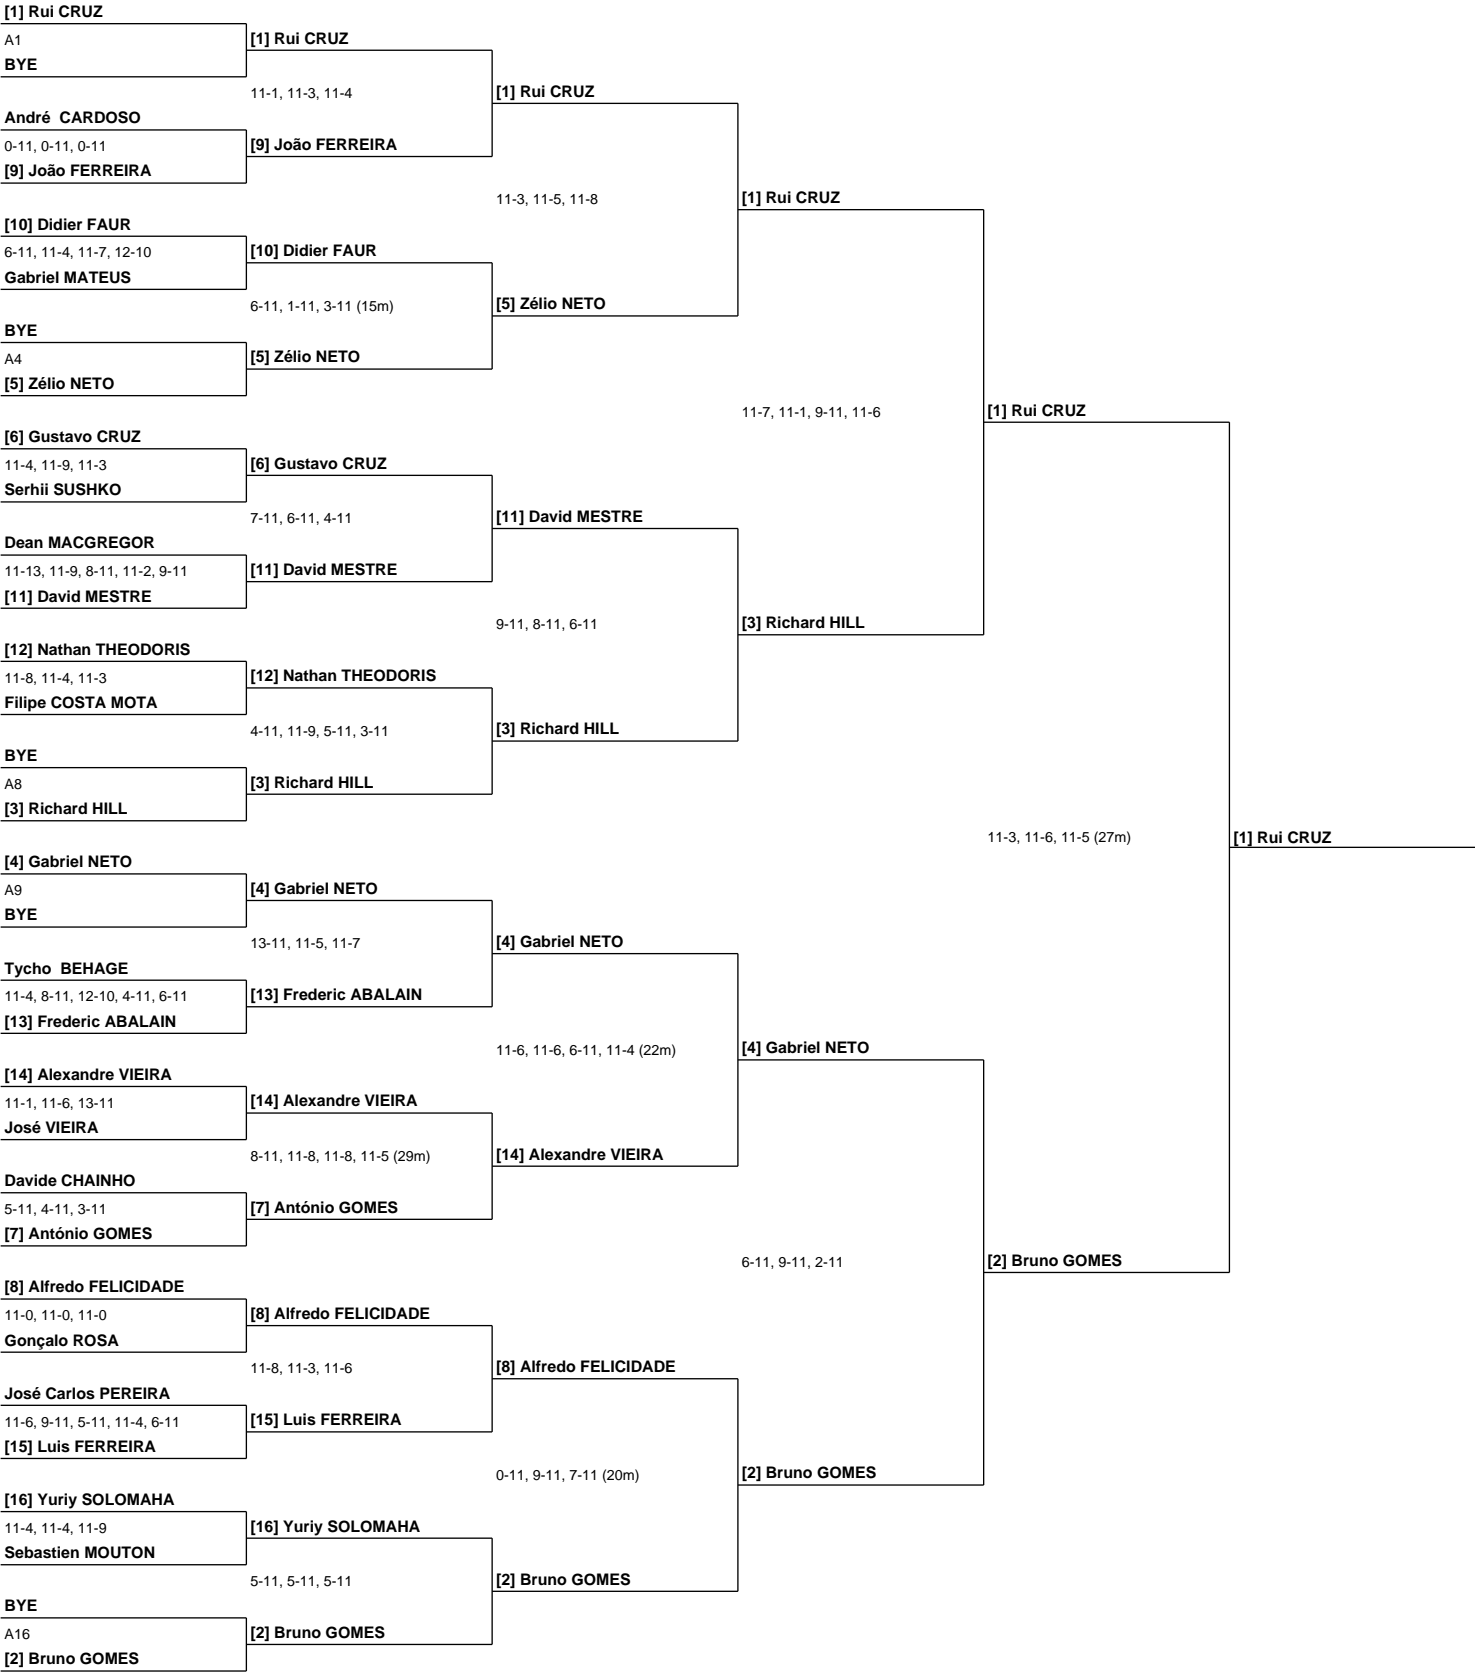 [1] Rui CRUZ
A1
BYE
André  CARDOSO
0-11, 0-11, 0-11
[9] João FERREIRA
[10] Didier FAUR
6-11, 11-4, 11-7, 12-10
Gabriel MATEUS
BYE
A4
[5] Zélio NETO
[6] Gustavo CRUZ
11-4, 11-9, 11-3
Serhii SUSHKO
Dean MACGREGOR
11-13, 11-9, 8-11, 11-2, 9-11
[11] David MESTRE
[12] Nathan THEODORIS
11-8, 11-4, 11-3
Filipe COSTA MOTA
BYE
A8
[3] Richard HILL
[4] Gabriel NETO
A9
BYE
Tycho  BEHAGE
11-4, 8-11, 12-10, 4-11, 6-11
[13] Frederic ABALAIN
[14] Alexandre VIEIRA
11-1, 11-6, 13-11
José VIEIRA
Davide CHAINHO
5-11, 4-11, 3-11
[7] António GOMES
[8] Alfredo FELICIDADE
11-0, 11-0, 11-0
Gonçalo ROSA
José Carlos PEREIRA
11-6, 9-11, 5-11, 11-4, 6-11
[15] Luis FERREIRA
[16] Yuriy SOLOMAHA
11-4, 11-4, 11-9
Sebastien MOUTON
BYE
A16
[2] Bruno GOMES
[1] Rui CRUZ
11-1, 11-3, 11-4
[9] João FERREIRA
[10] Didier FAUR
6-11, 1-11, 3-11 (15m)
[5] Zélio NETO
[6] Gustavo CRUZ
7-11, 6-11, 4-11
[11] David MESTRE
[12] Nathan THEODORIS
4-11, 11-9, 5-11, 3-11
[3] Richard HILL
[4] Gabriel NETO
13-11, 11-5, 11-7
[13] Frederic ABALAIN
[14] Alexandre VIEIRA
8-11, 11-8, 11-8, 11-5 (29m)
[7] António GOMES
[8] Alfredo FELICIDADE
11-8, 11-3, 11-6
[15] Luis FERREIRA
[16] Yuriy SOLOMAHA
5-11, 5-11, 5-11
[2] Bruno GOMES
[1] Rui CRUZ
11-3, 11-5, 11-8
[5] Zélio NETO
[11] David MESTRE
9-11, 8-11, 6-11
[3] Richard HILL
[4] Gabriel NETO
11-6, 11-6, 6-11, 11-4 (22m)
[14] Alexandre VIEIRA
[8] Alfredo FELICIDADE
0-11, 9-11, 7-11 (20m)
[2] Bruno GOMES
[1] Rui CRUZ
11-7, 11-1, 9-11, 11-6
[3] Richard HILL
[4] Gabriel NETO
6-11, 9-11, 2-11
[2] Bruno GOMES
[1] Rui CRUZ
11-3, 11-6, 11-5 (27m)
[2] Bruno GOMES
[1] Rui CRUZ